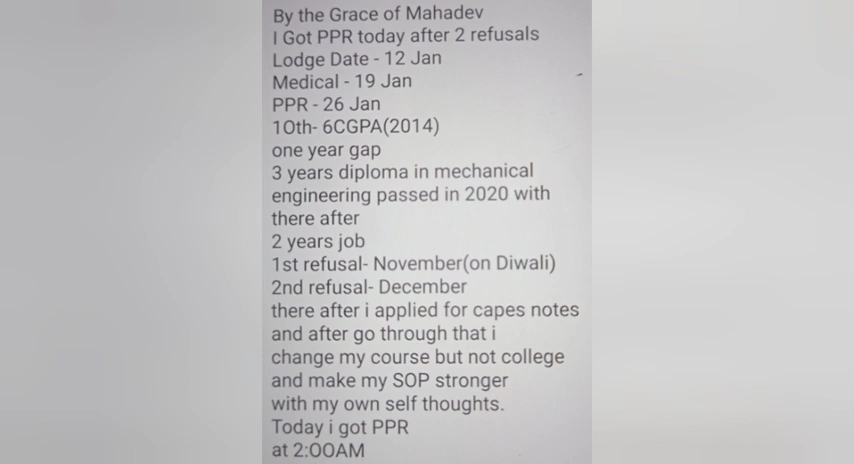 By the Grace of Mahadev
I Got PPR today after 2 refusals
Lodge Date - 12 Jan
Medical - 19 Jan
PPR - 26 Jan
10th- 6CGPA(2014)
one year gap
3 years diploma in mechanical
engineering passed in 2020 with
there after
2 years job
1st refusal- November(on Diwali)
2nd refusal- December
there after i applied for capes notes
and after go through that i
change my course but not college
and make my SOP stronger
with my own self thoughts.
Today i got PPR
at 2:00AM